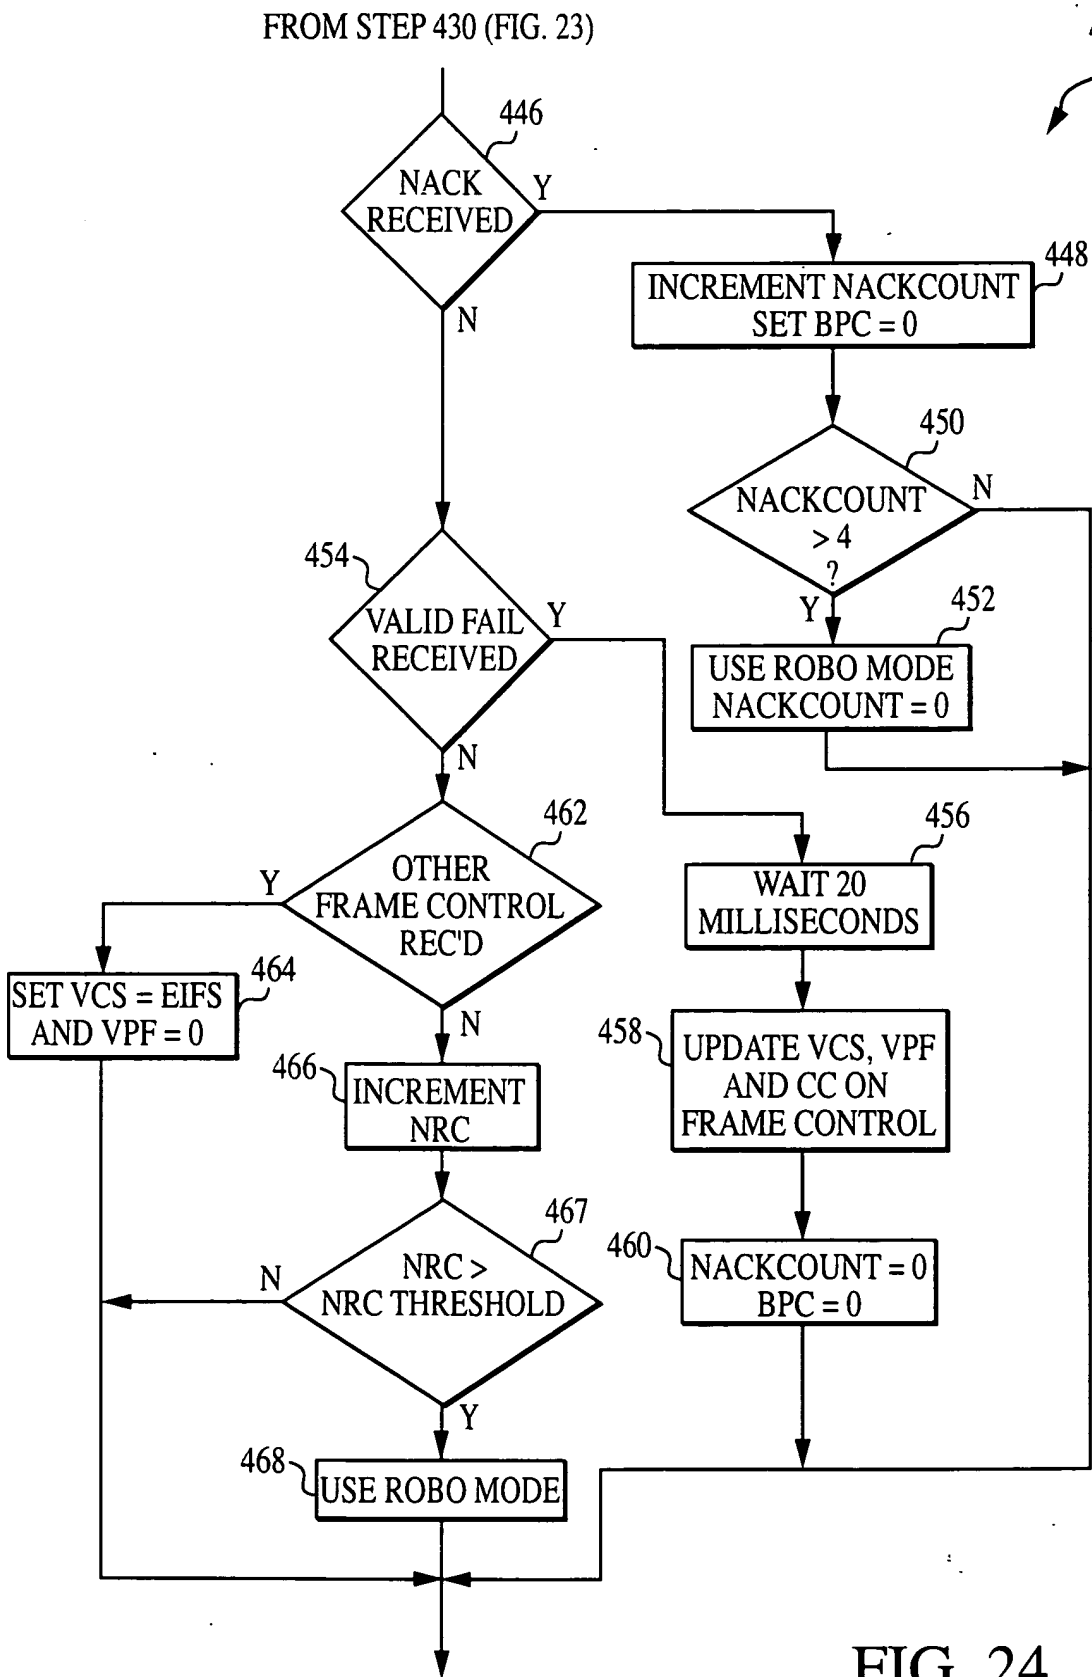 FROM STEP 430 (FIG. 23)
446
NACK
RECEIVED
Y
N
448
INCREMENT NACKCOUNT
SET BPC = 0
450
NACKCOUNT
> 4
?
N
Y
452
USE ROBO MODE
NACKCOUNT = 0
454
VALID FAIL
RECEIVED
Y
N
456
WAIT 20
MILLISECONDS
458
UPDATE VCS, VPF
AND CC ON
FRAME CONTROL
460
NACKCOUNT = 0
BPC = 0
462
OTHER
FRAME CONTROL
REC'D
Y
N
464
SET VCS = EIFS
AND VPF = 0
466
INCREMENT
NRC
467
NRC >
NRC THRESHOLD
N
Y
468
USE ROBO MODE
FIG. 24